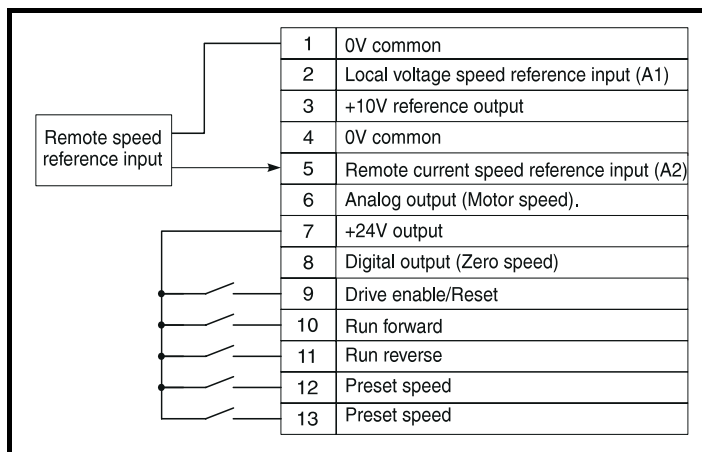 Remote speed
reference input
1 0V common
2 Local voltage speed reference input (A1)
3 +10V reference output
4 0V common
5 Remote current speed reference input (A2)
6 Analog output (Motor speed).
7 +24V output
8 Digital output (Zero speed)
9 Drive enable/Reset
10 Run forward
11 Run reverse
12 Preset speed
13 Preset speed